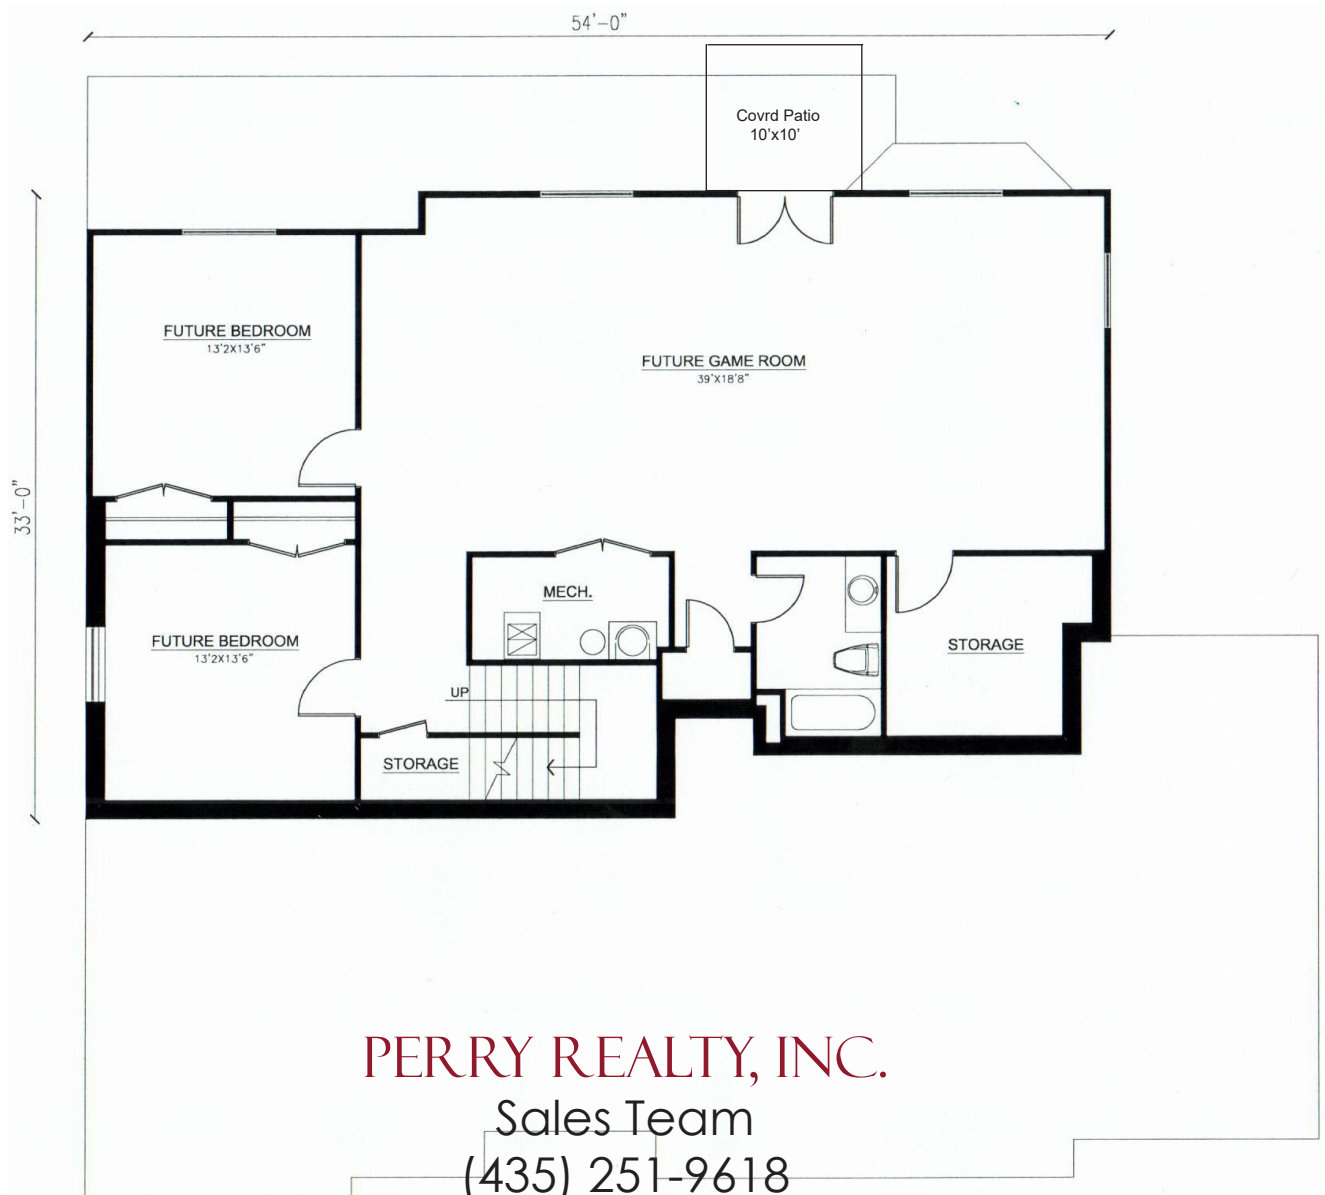 54'-0"
Covrd Patio
10'x10'
FUTURE BEDROOM
13'2X13'6"
FUTURE GAME ROOM
39'X18'8"
33'-0"
MECH.
FUTURE BEDROOM
13'2X13'6"
STORAGE
UP
STORAGE
PERRY REALTY, INC.
Sales Team
(435) 251-9618